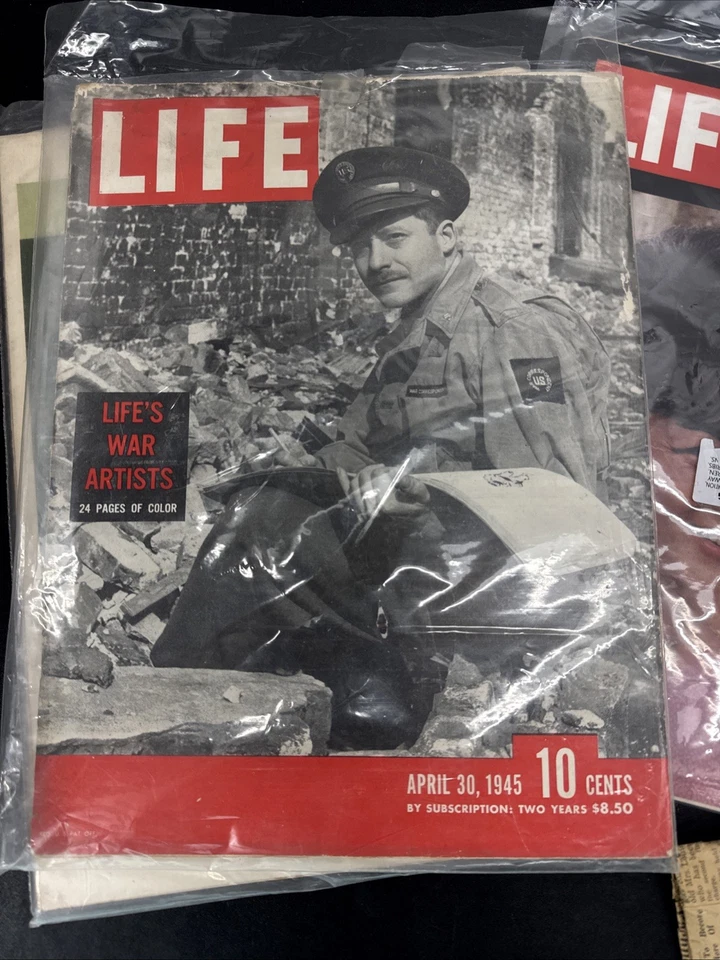 LIFE
LIFE'S
WAR
ARTISTS
24 PAGES OF COLOR
U.S.
APRIL 30, 1945 10 CENTS
BY SUBSCRIPTION: TWO YEARS $8.50
LIF